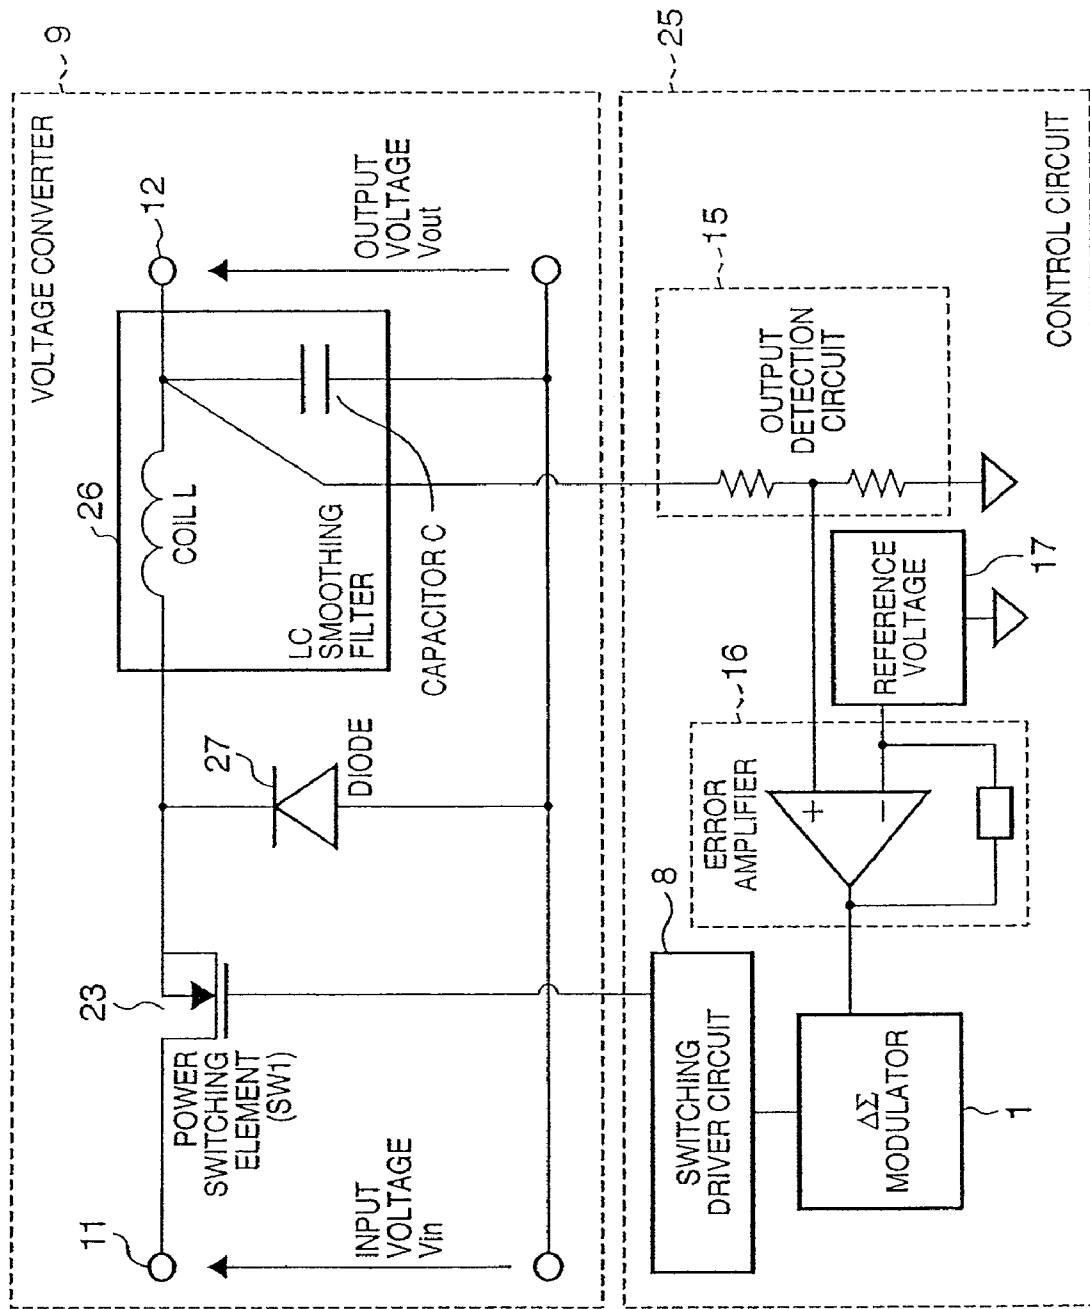 VOLTAGE CONVERTER
9
11
POWER
SWITCHING
ELEMENT
(SW1)
23
27
DIODE
26
COIL L
LC
SMOOTHING
FILTER
CAPACITOR C
12
INPUT
VOLTAGE
Vin
OUTPUT
VOLTAGE
Vout
25
CONTROL CIRCUIT
SWITCHING
DRIVER CIRCUIT
8
ΔΣ
MODULATOR
1
ERROR
AMPLIFIER
16
+
−
REFERENCE
VOLTAGE
17
OUTPUT
DETECTION
CIRCUIT
15